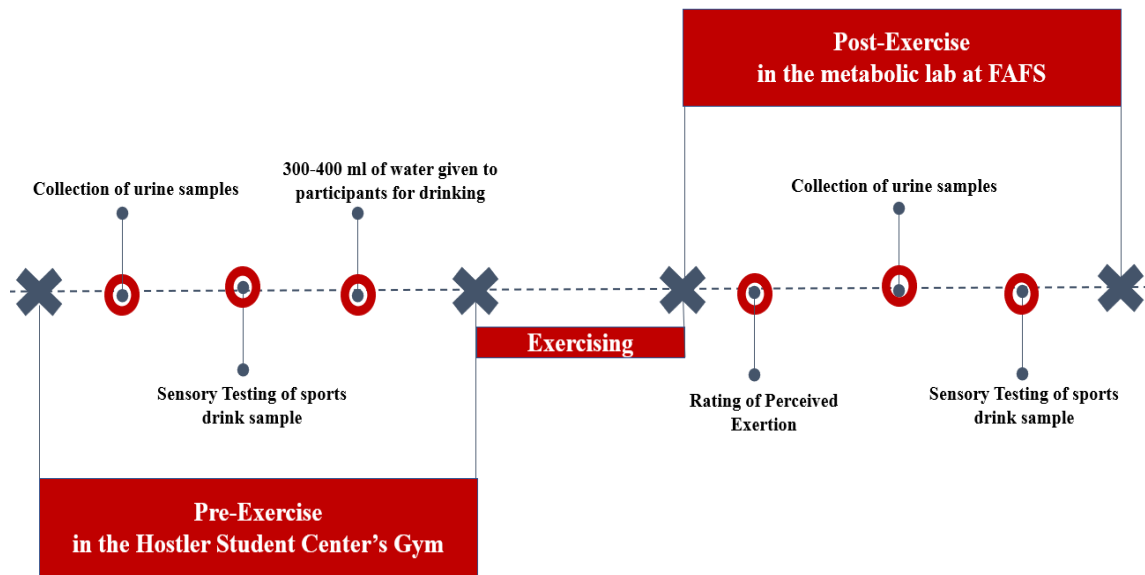 Post-Exercise
in the metabolic lab at FAFS
Collection of urine samples
300-400 ml of water given to
participants for drinking
Collection of urine samples
Exercising
Sensory Testing of sports
drink sample
Rating of Perceived
Exertion
Sensory Testing of sports
drink sample
Pre-Exercise
in the Hostler Student Center’s Gym